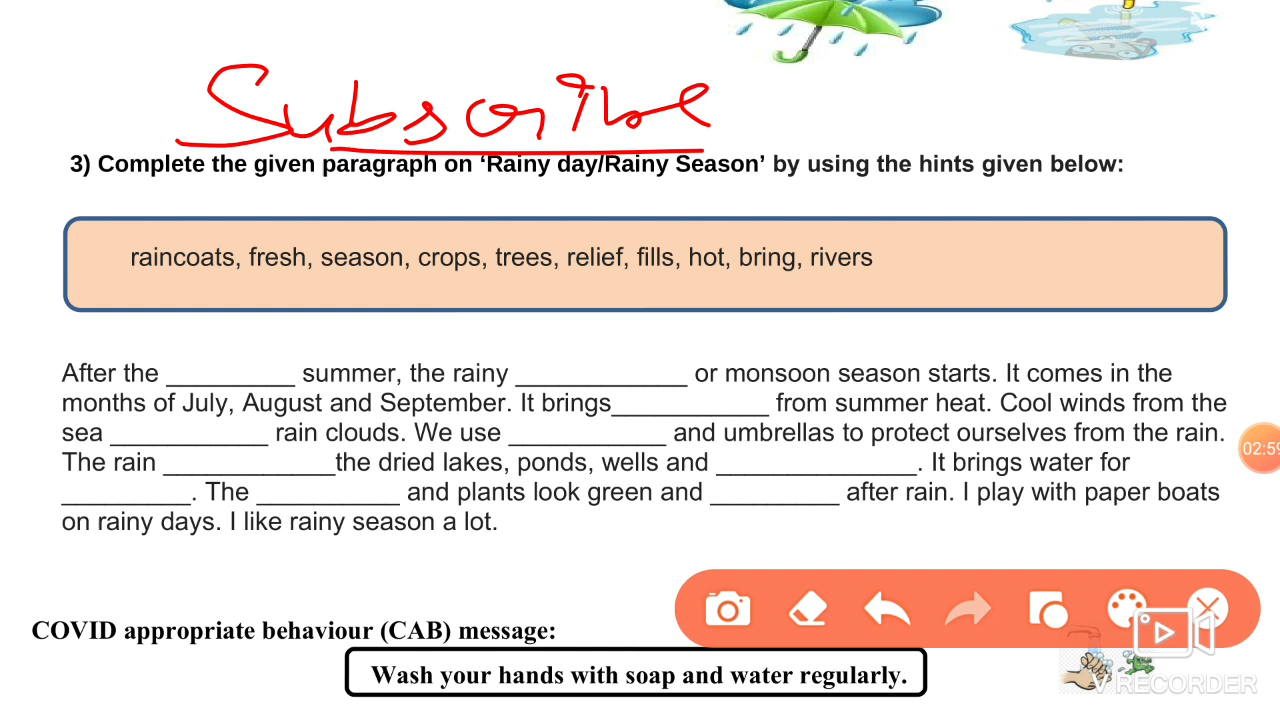 Subscribe
3) Complete the given paragraph on ‘Rainy day/Rainy Season’ by using the hints given below:
raincoats, fresh, season, crops, trees, relief, fills, hot, bring, rivers
After the _________ summer, the rainy ____________ or monsoon season starts. It comes in the
months of July, August and September. It brings___________ from summer heat. Cool winds from the
sea ___________ rain clouds. We use ___________ and umbrellas to protect ourselves from the rain.
The rain ____________the dried lakes, ponds, wells and ______________. It brings water for
_________. The __________ and plants look green and _________ after rain. I play with paper boats
on rainy days. I like rainy season a lot.
02:59
COVID appropriate behaviour (CAB) message:
Wash your hands with soap and water regularly.
V RECORDER